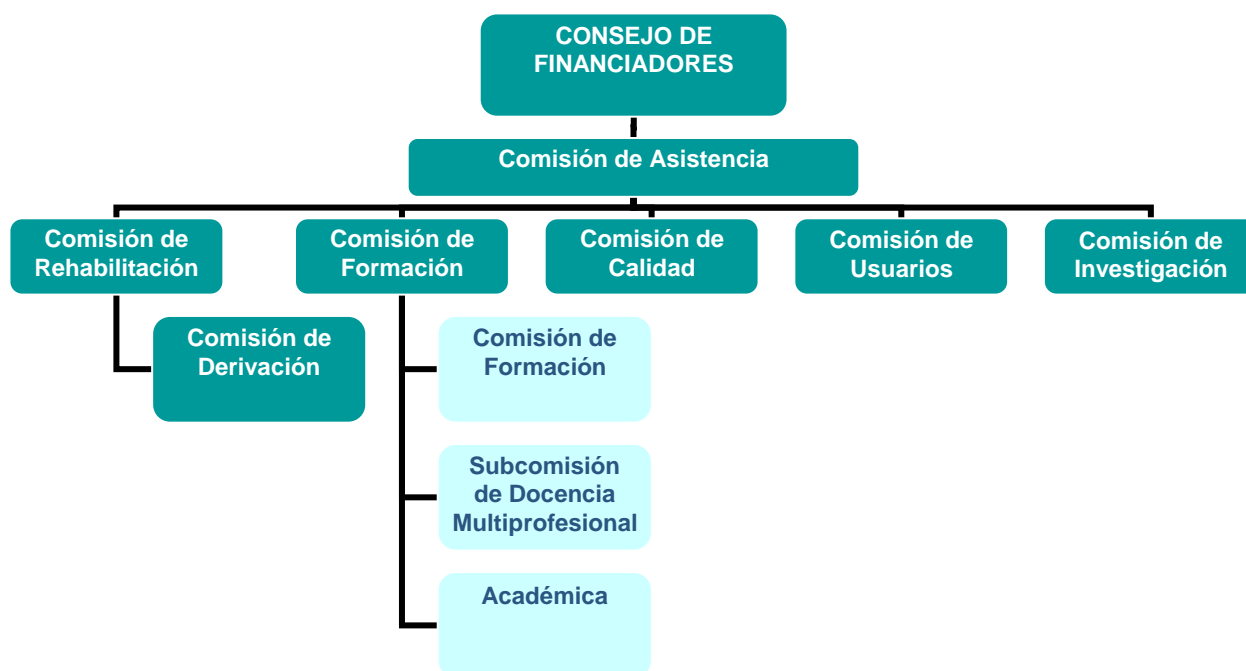 CONSEJO DE
FINANCIADORES
Comisión de Asistencia
Comisión de
Rehabilitación
Comisión de
Formación
Comisión de
Calidad
Comisión de
Usuarios
Comisión de
Investigación
Comisión de
Derivación
Comisión de
Formación
Subcomisión
de Docencia
Multiprofesional
Académica